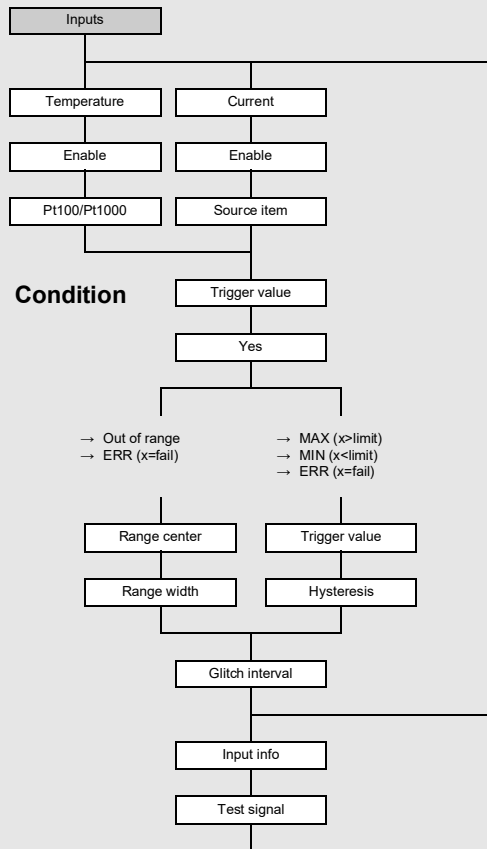 Inputs
Temperature
Current
Enable
Enable
Pt100/Pt1000
Source item
Condition
Trigger value
Yes
→ Out of range
→ ERR (x=fail)
→ MAX (x>limit)
→ MIN (x<limit)
→ ERR (x=fail)
Range center
Trigger value
Range width
Hysteresis
Glitch interval
Input info
Test signal